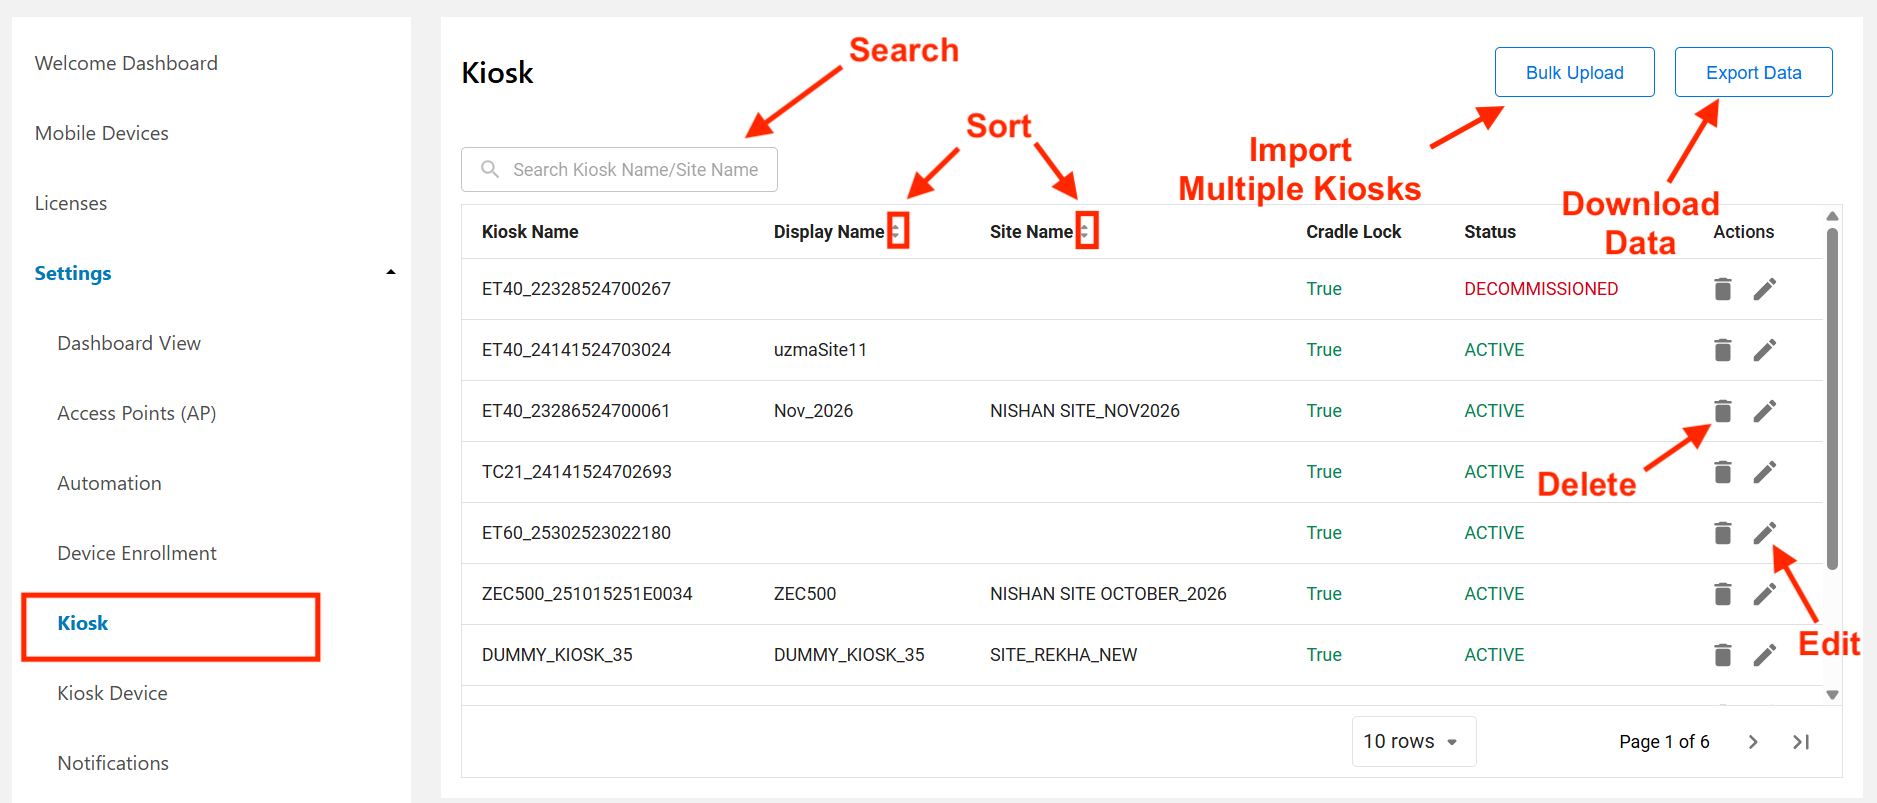 Welcome Dashboard
Mobile Devices
Licenses
Settings
Dashboard View
Access Points (AP)
Automation
Device Enrollment
Kiosk
Kiosk Device
Notifications
Kiosk
Search
Bulk Upload
Export Data
Sort
Import
Multiple Kiosks
Download
Data
Search Kiosk Name/Site Name
Kiosk Name Display Name Site Name Cradle Lock Status Actions
ET40_22328524700267 True DECOMMISSIONED
ET40_24141524703024 uzmaSite11 True ACTIVE
ET40_23286524700061 Nov_2026 NISHAN SITE_NOV2026 True ACTIVE
TC21_24141524702693 True ACTIVE
Delete
ET60_25302523022180 True ACTIVE
ZEC500_251015251E0034 ZEC500 NISHAN SITE OCTOBER_2026 True ACTIVE
Edit
DUMMY_KIOSK_35 DUMMY_KIOSK_35 SITE_REKHA_NEW True ACTIVE
10 rows Page 1 of 6